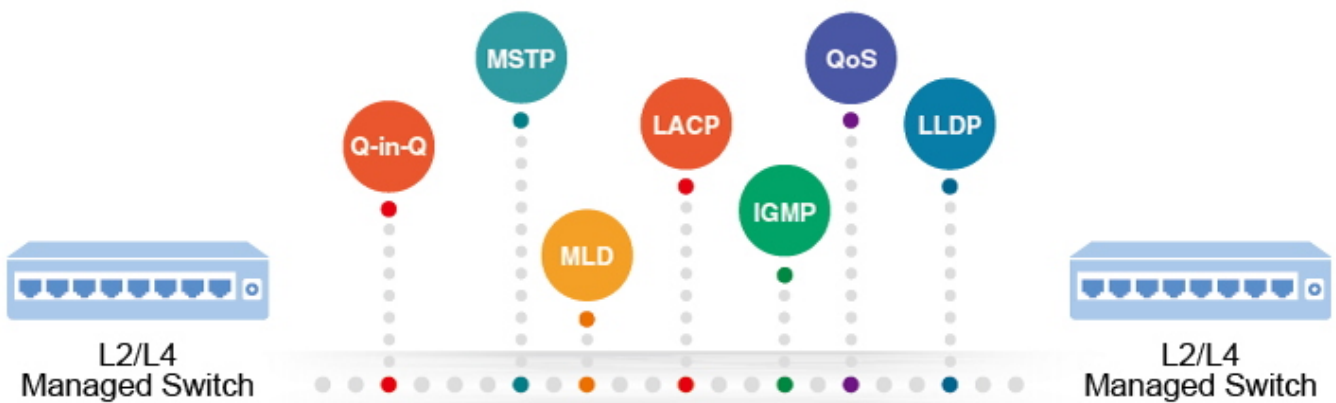 MSTP
QoS
LACP
LLDP
Q-in-Q
IGMP
MLD
L2/L4
Managed Switch
L2/L4
Managed Switch